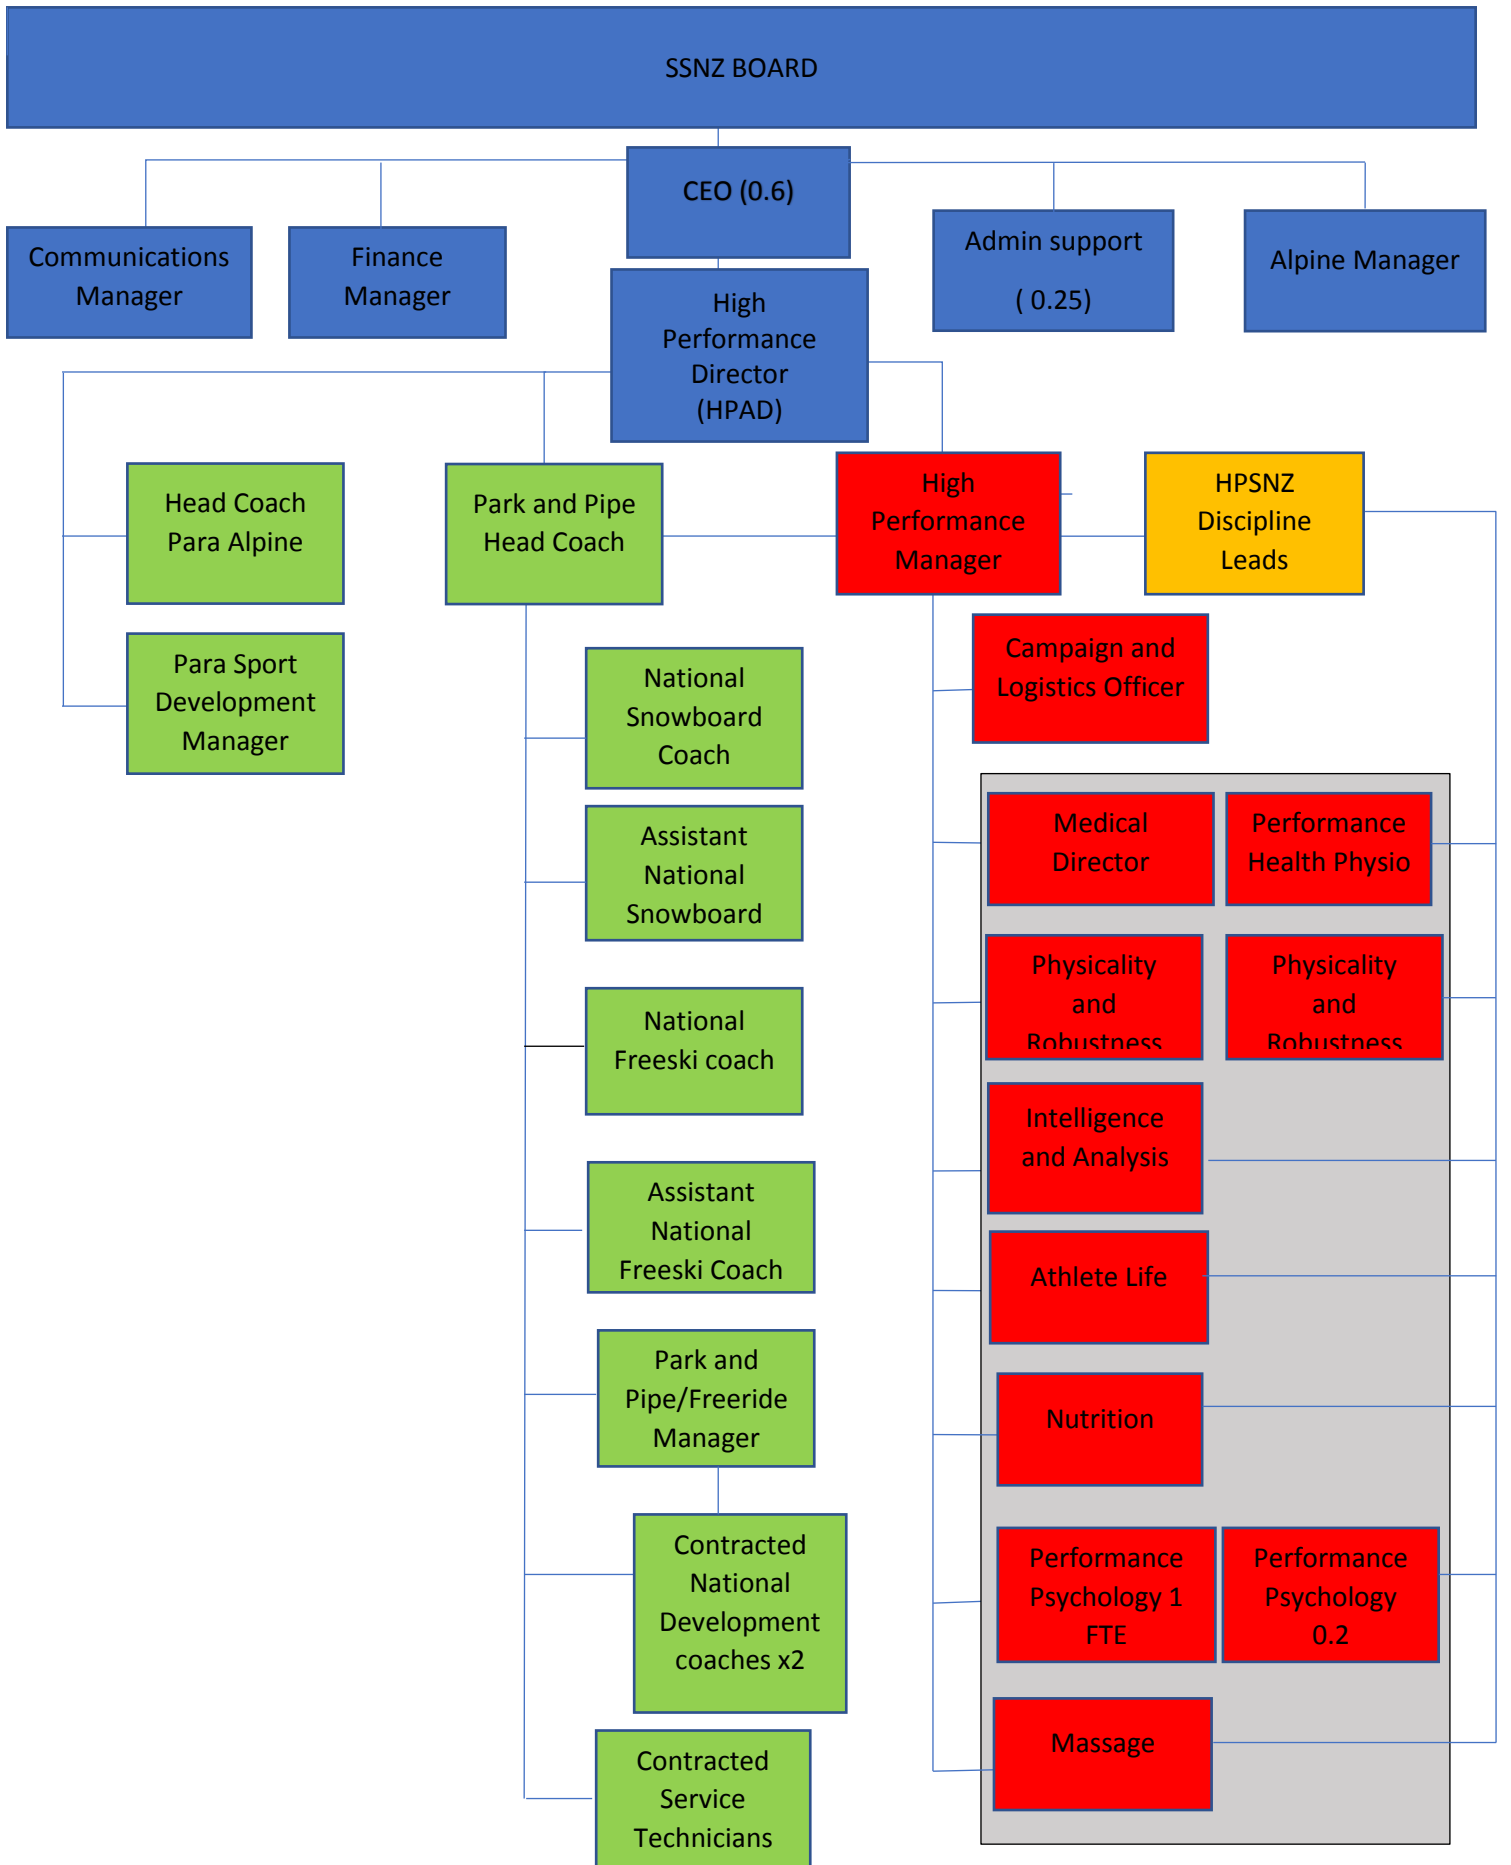 SSNZ BOARD
CEO (0.6)
Communications
Manager
Finance
Manager
Admin support
( 0.25)
Alpine Manager
High
Performance
Director
(HPAD)
Head Coach
Para Alpine
Park and Pipe
Head Coach
High
Performance
Manager
HPSNZ
Discipline
Leads
Para Sport
Development
Manager
National
Snowboard
Coach
Campaign and
Logistics Officer
Assistant
National
Snowboard
Medical
Director
Performance
Health Physio
National
Freeski coach
Physicality
and
Robustness
Physicality
and
Robustness
Intelligence
and Analysis
Assistant
National
Freeski Coach
Athlete Life
Park and
Pipe/Freeride
Manager
Nutrition
Contracted
National
Development
coaches x2
Performance
Psychology 1
FTE
Performance
Psychology
0.2
Contracted
Service
Technicians
Massage